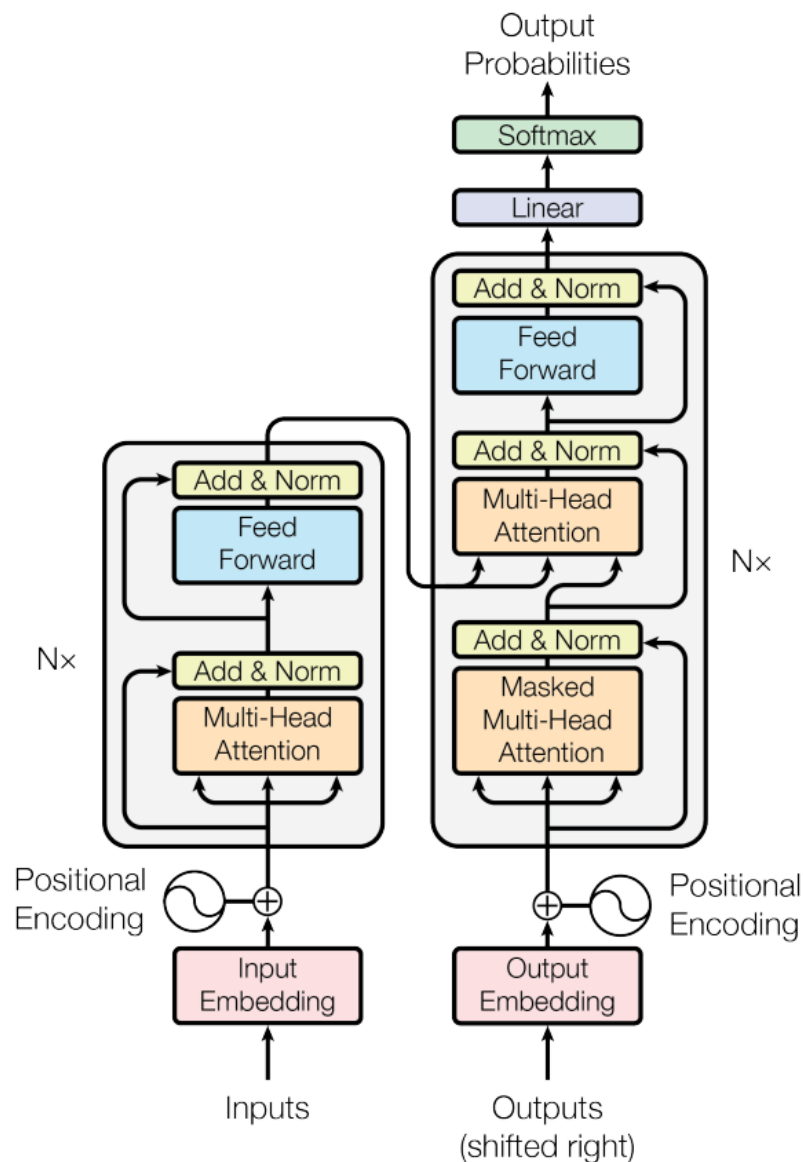 Output
Probabilities
Softmax
Linear
Add & Norm
Feed
Forward
Add & Norm
Multi-Head
Attention
Add & Norm
Masked
Multi-Head
Attention
N×
Add & Norm
Feed
Forward
Add & Norm
Multi-Head
Attention
N×
Positional
Encoding
Positional
Encoding
Input
Embedding
Output
Embedding
Inputs
Outputs
(shifted right)